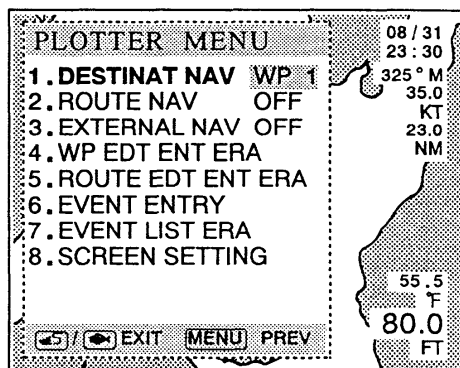 PLOTTER MENU
1.DESTINAT NAV WP 1
2.ROUTE NAV OFF
3.EXTERNAL NAV OFF
4.WP EDT ENT ERA
5.ROUTE EDT ENT ERA
6.EVENT ENTRY
7.EVENT LIST ERA
8.SCREEN SETTING
/ EXIT MENU PREV
08/31
23:30
325°M
35.0
KT
23.0
NM
55.5
°F
80.0
FT